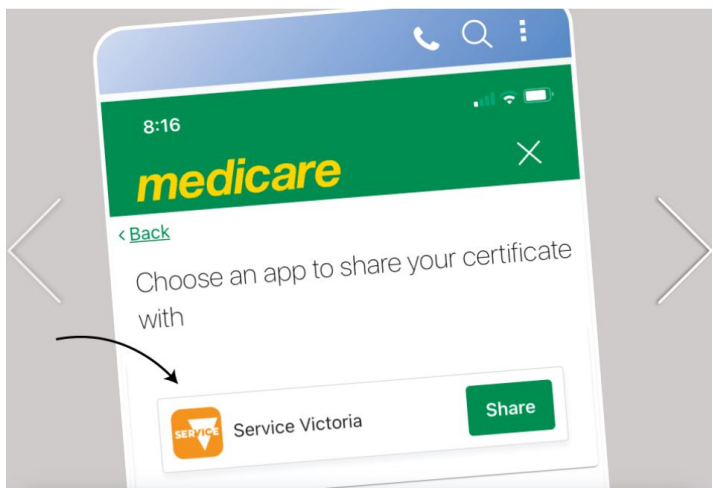 8:16
medicare
< Back
Choose an app to share your certificate
with
SERVICE
Service Victoria
Share